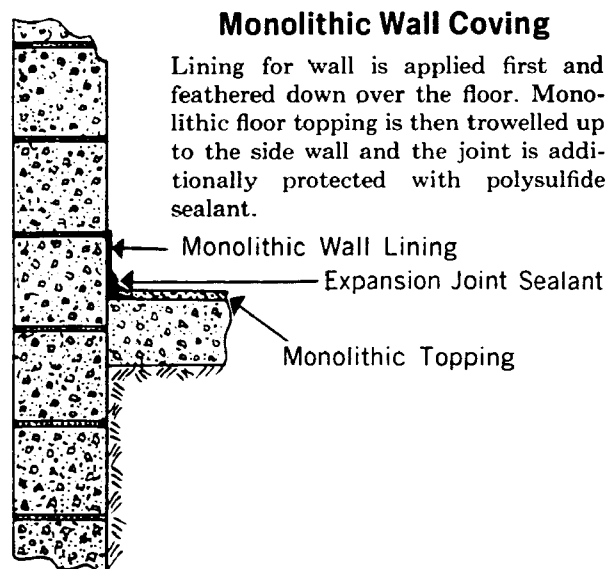 Monolithic Wall Coving
Lining for wall is applied first and
feathered down over the floor. Mono-
lithic floor topping is then trowelled up
to the side wall and the joint is addi-
tionally protected with polysulfide
sealant.
Monolithic Wall Lining
Expansion Joint Sealant
Monolithic Topping